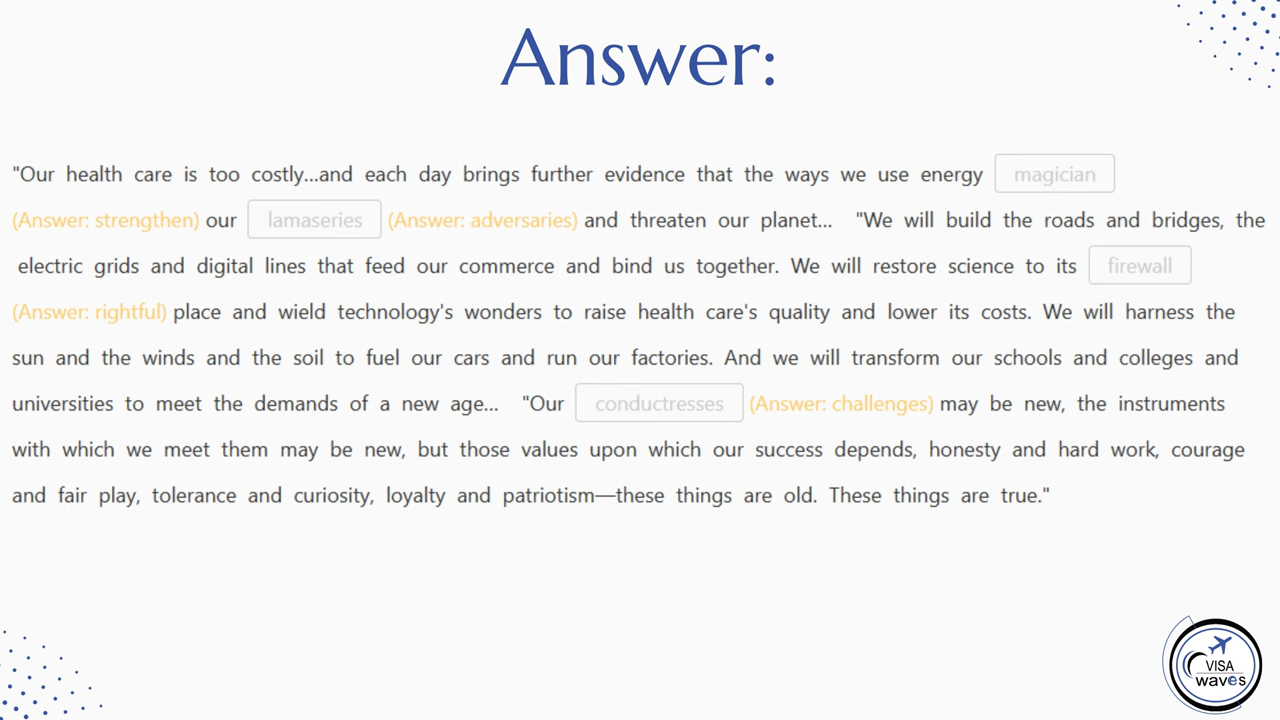 Answer:
"Our health care is too costly...and each day brings further evidence that the ways we use energy magician
(Answer: strengthen) our lamaseries (Answer: adversaries) and threaten our planet... "We will build the roads and bridges, the
electric grids and digital lines that feed our commerce and bind us together. We will restore science to its firewall
(Answer: rightful) place and wield technology's wonders to raise health care's quality and lower its costs. We will harness the
sun and the winds and the soil to fuel our cars and run our factories. And we will transform our schools and colleges and
universities to meet the demands of a new age... "Our conductresses (Answer: challenges) may be new, the instruments
with which we meet them may be new, but those values upon which our success depends, honesty and hard work, courage
and fair play, tolerance and curiosity, loyalty and patriotism—these things are old. These things are true."
VISA
waves